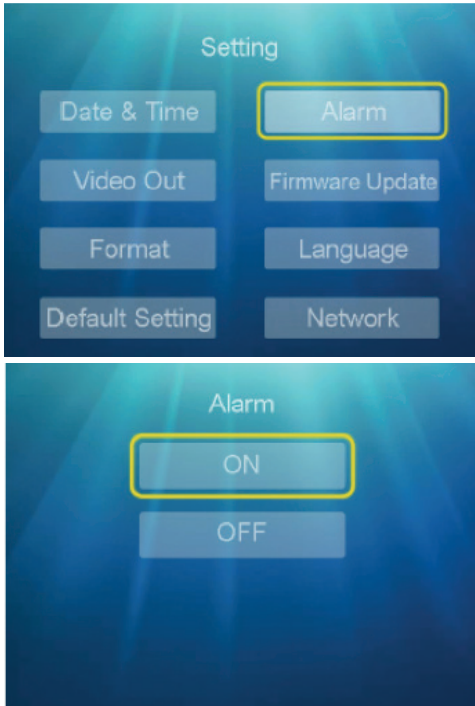 Setting
Date & Time
Alarm
Video Out
Firmware Update
Format
Language
Default Setting
Network
Alarm
ON
OFF